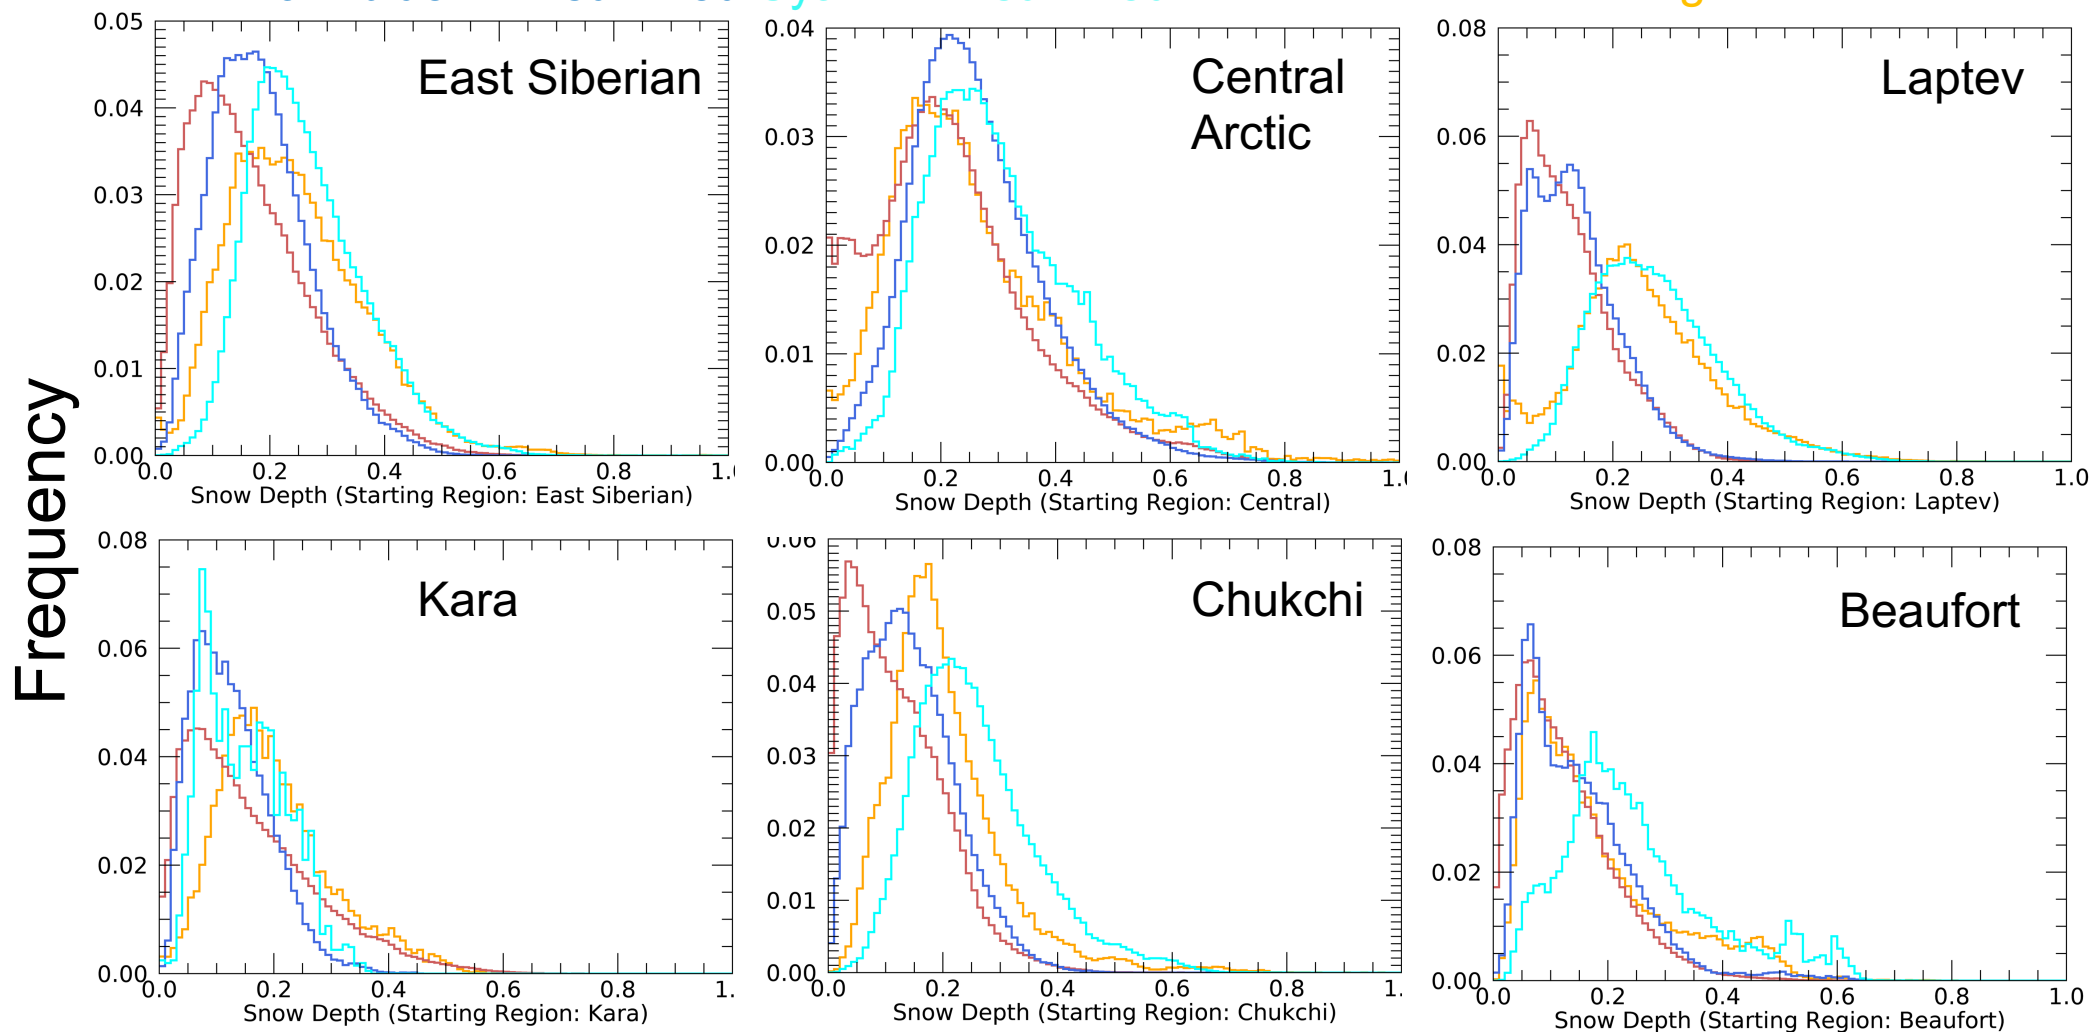 Frequency
East Siberian
0.05
0.04
0.03
0.02
0.01
0.00
0.0 0.2 0.4 0.6 0.8 1.
Snow Depth (Starting Region: East Siberian)
Central
Arctic
0.04
0.03
0.02
0.01
0.00
0.0 0.2 0.4 0.6 0.8 1.
Snow Depth (Starting Region: Central)
Laptev
0.08
0.06
0.04
0.02
0.00
0.0 0.2 0.4 0.6 0.8 1.0
Snow Depth (Starting Region: Laptev)
Kara
0.08
0.06
0.04
0.02
0.00
0.0 0.2 0.4 0.6 0.8 1.
Snow Depth (Starting Region: Kara)
Chukchi
0.06
0.05
0.04
0.03
0.02
0.01
0.00
0.0 0.2 0.4 0.6 0.8 1.
Snow Depth (Starting Region: Chukchi)
Beaufort
0.08
0.06
0.04
0.02
0.00
0.0 0.2 0.4 0.6 0.8 1.0
Snow Depth (Starting Region: Beaufort)